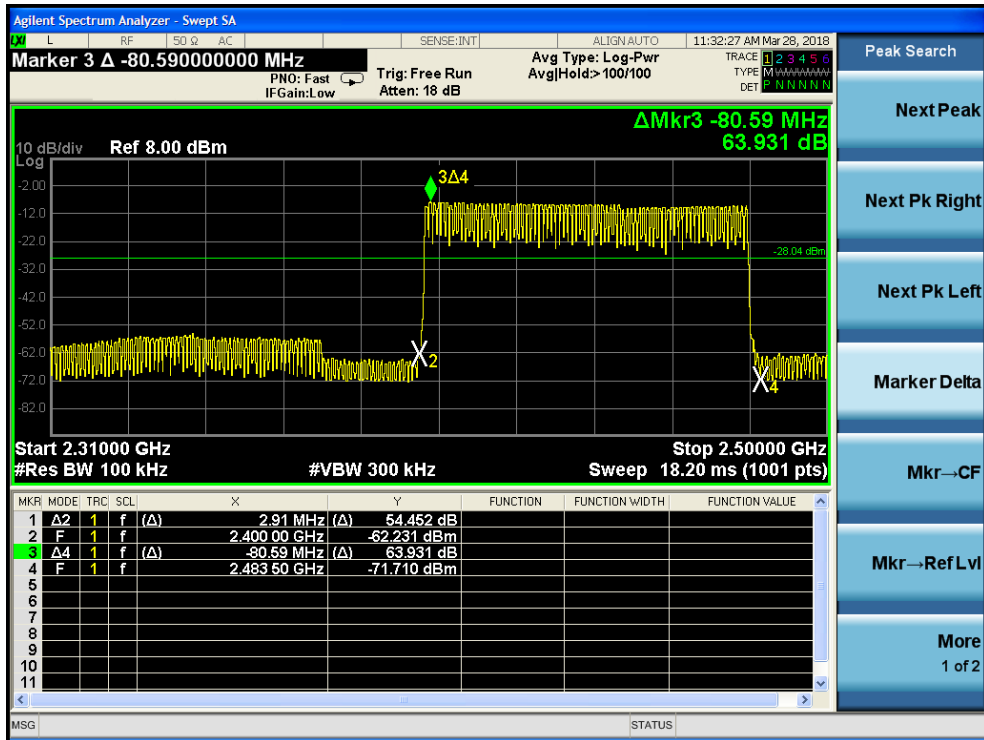 Agilent Spectrum Analyzer - Swept SA
LXI L RF 50 Ω AC SENSE:INT ALIGN AUTO 11:32:27 AM Mar 28, 2018
Marker 3 Δ -80.590000000 MHz
PNO: Fast
IFGain:Low
Trig: Free Run
Atten: 18 dB
Avg Type: Log-Pwr
Avg|Hold:> 100/100
TRACE 1 2 3 4 5 6
TYPE M
DET P N N N N N
ΔMkr3 -80.59 MHz
63.931 dB
10 dB/div Ref 8.00 dBm
Log
-2.00
-12.0
-22.0
-32.0
-42.0
-52.0
-62.0
-72.0
-82.0
3Δ4
-28.04 dBm
2
4
Start 2.31000 GHz Stop 2.50000 GHz
#Res BW 100 kHz #VBW 300 kHz Sweep 18.20 ms (1001 pts)
MKR MODE TRC SCL X Y FUNCTION FUNCTION WIDTH FUNCTION VALUE
1 Δ2 1 f (Δ) 2.91 MHz (Δ) 54.452 dB
2 F 1 f 2.400 00 GHz -62.231 dBm
3 Δ4 1 f (Δ) -80.59 MHz (Δ) 63.931 dB
4 F 1 f 2.483 50 GHz -71.710 dBm
5
6
7
8
9
10
11
MSG STATUS
Peak Search
Next Peak
Next Pk Right
Next Pk Left
Marker Delta
Mkr→CF
Mkr→Ref Lvl
More
1 of 2